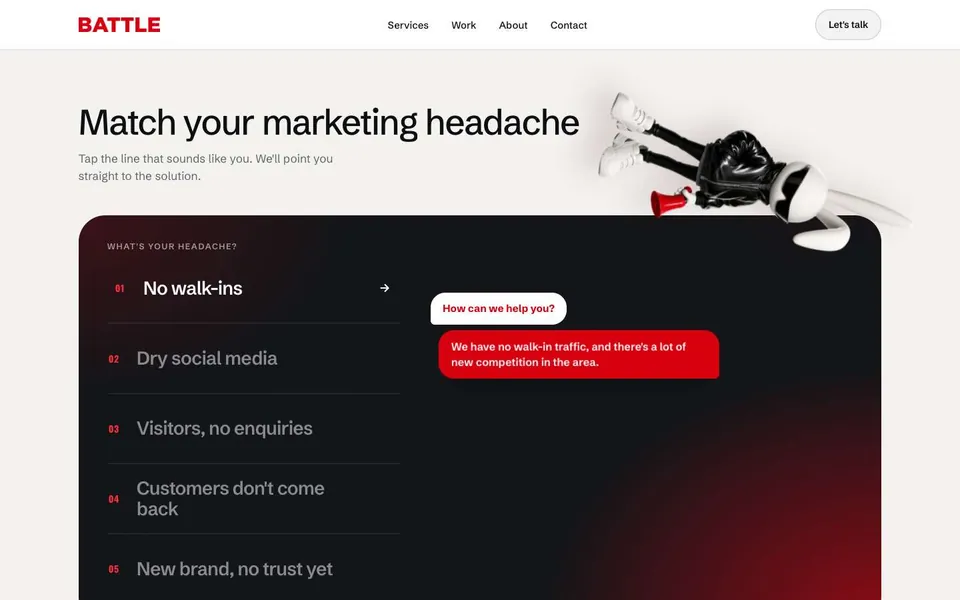 BATTLE
Services
Work
About
Contact
Let's talk
Match your marketing headache
Tap the line that sounds like you. We'll point you
straight to the solution.
WHAT'S YOUR HEADACHE?
01 No walk-ins →
02 Dry social media
03 Visitors, no enquiries
04 Customers don't come
back
05 New brand, no trust yet
How can we help you?
We have no walk-in traffic, and there's a lot of
new competition in the area.